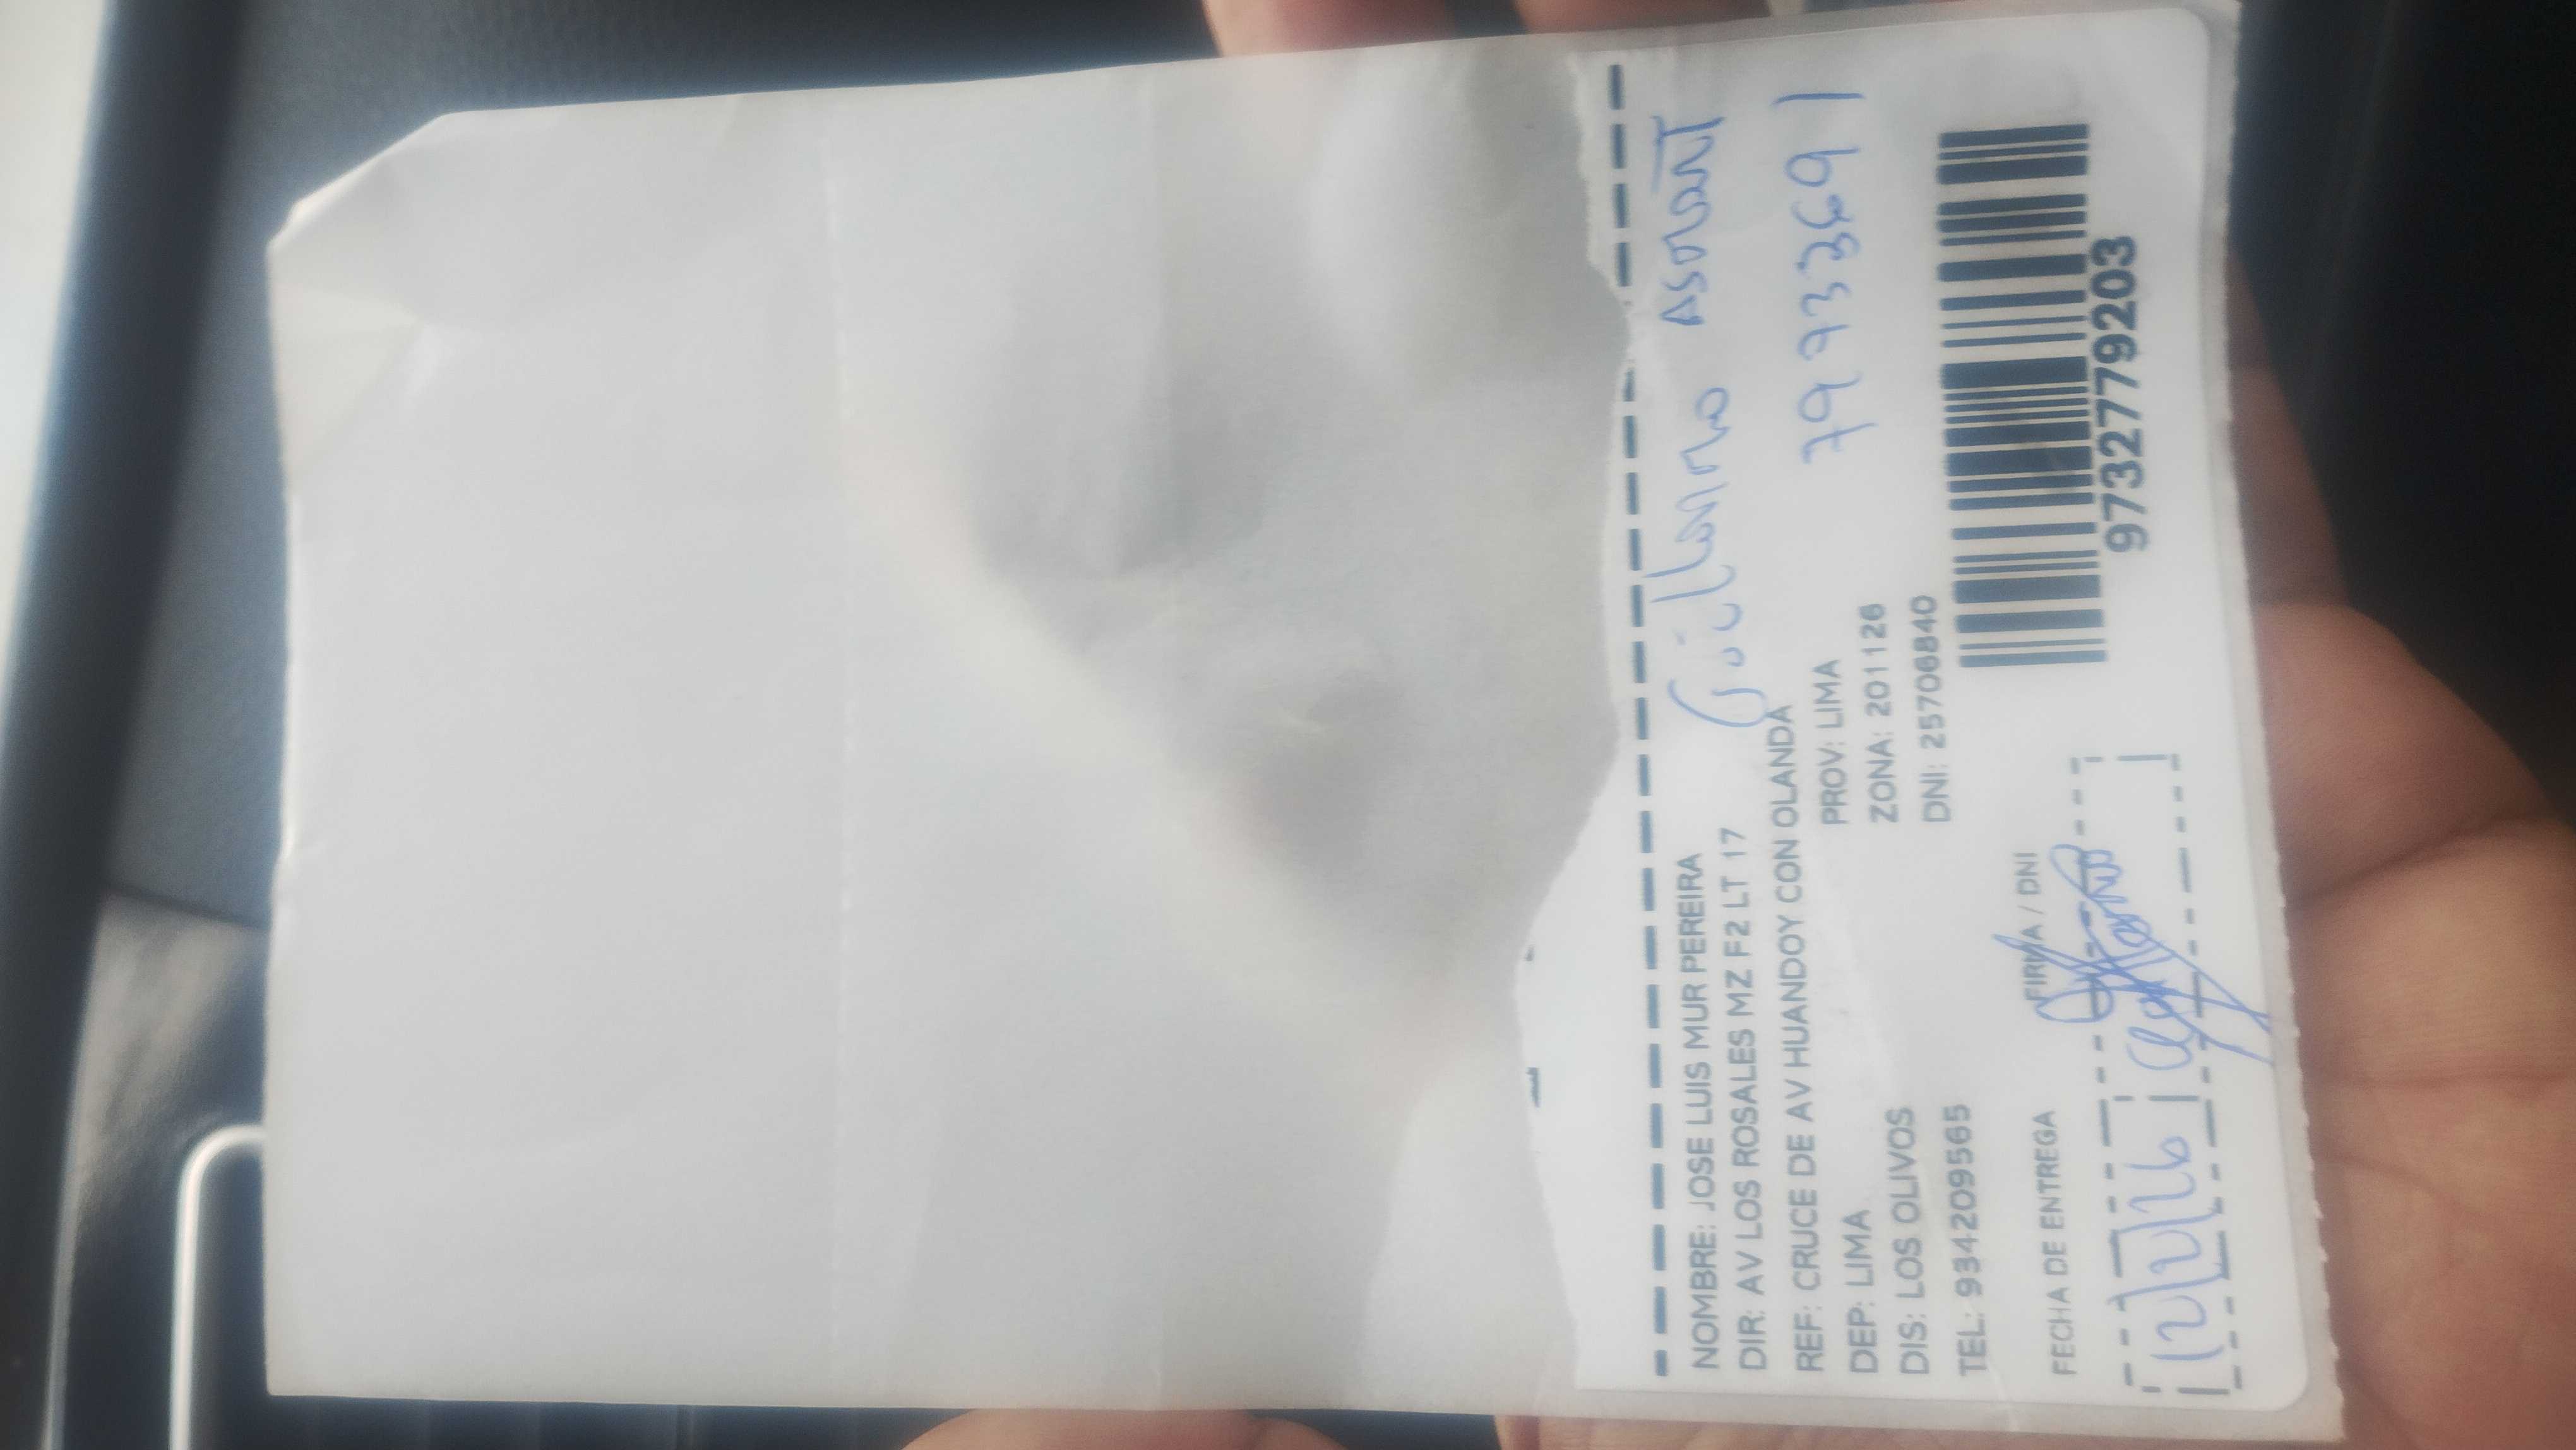 NOMBRE: JOSE LUIS MUR PEREIRA
DIR: AV LOS ROSALES MZ F2 LT 17
REF: CRUCE DE AV HUANDOY CON OLANDA
DEP: LIMA PROV: LIMA
DIS: LOS OLIVOS ZONA: 201126
TEL: 934209565 DNI: 25706840
Guillermo
79733691
FECHA DE ENTREGA FIRMA / DNI
9732779203